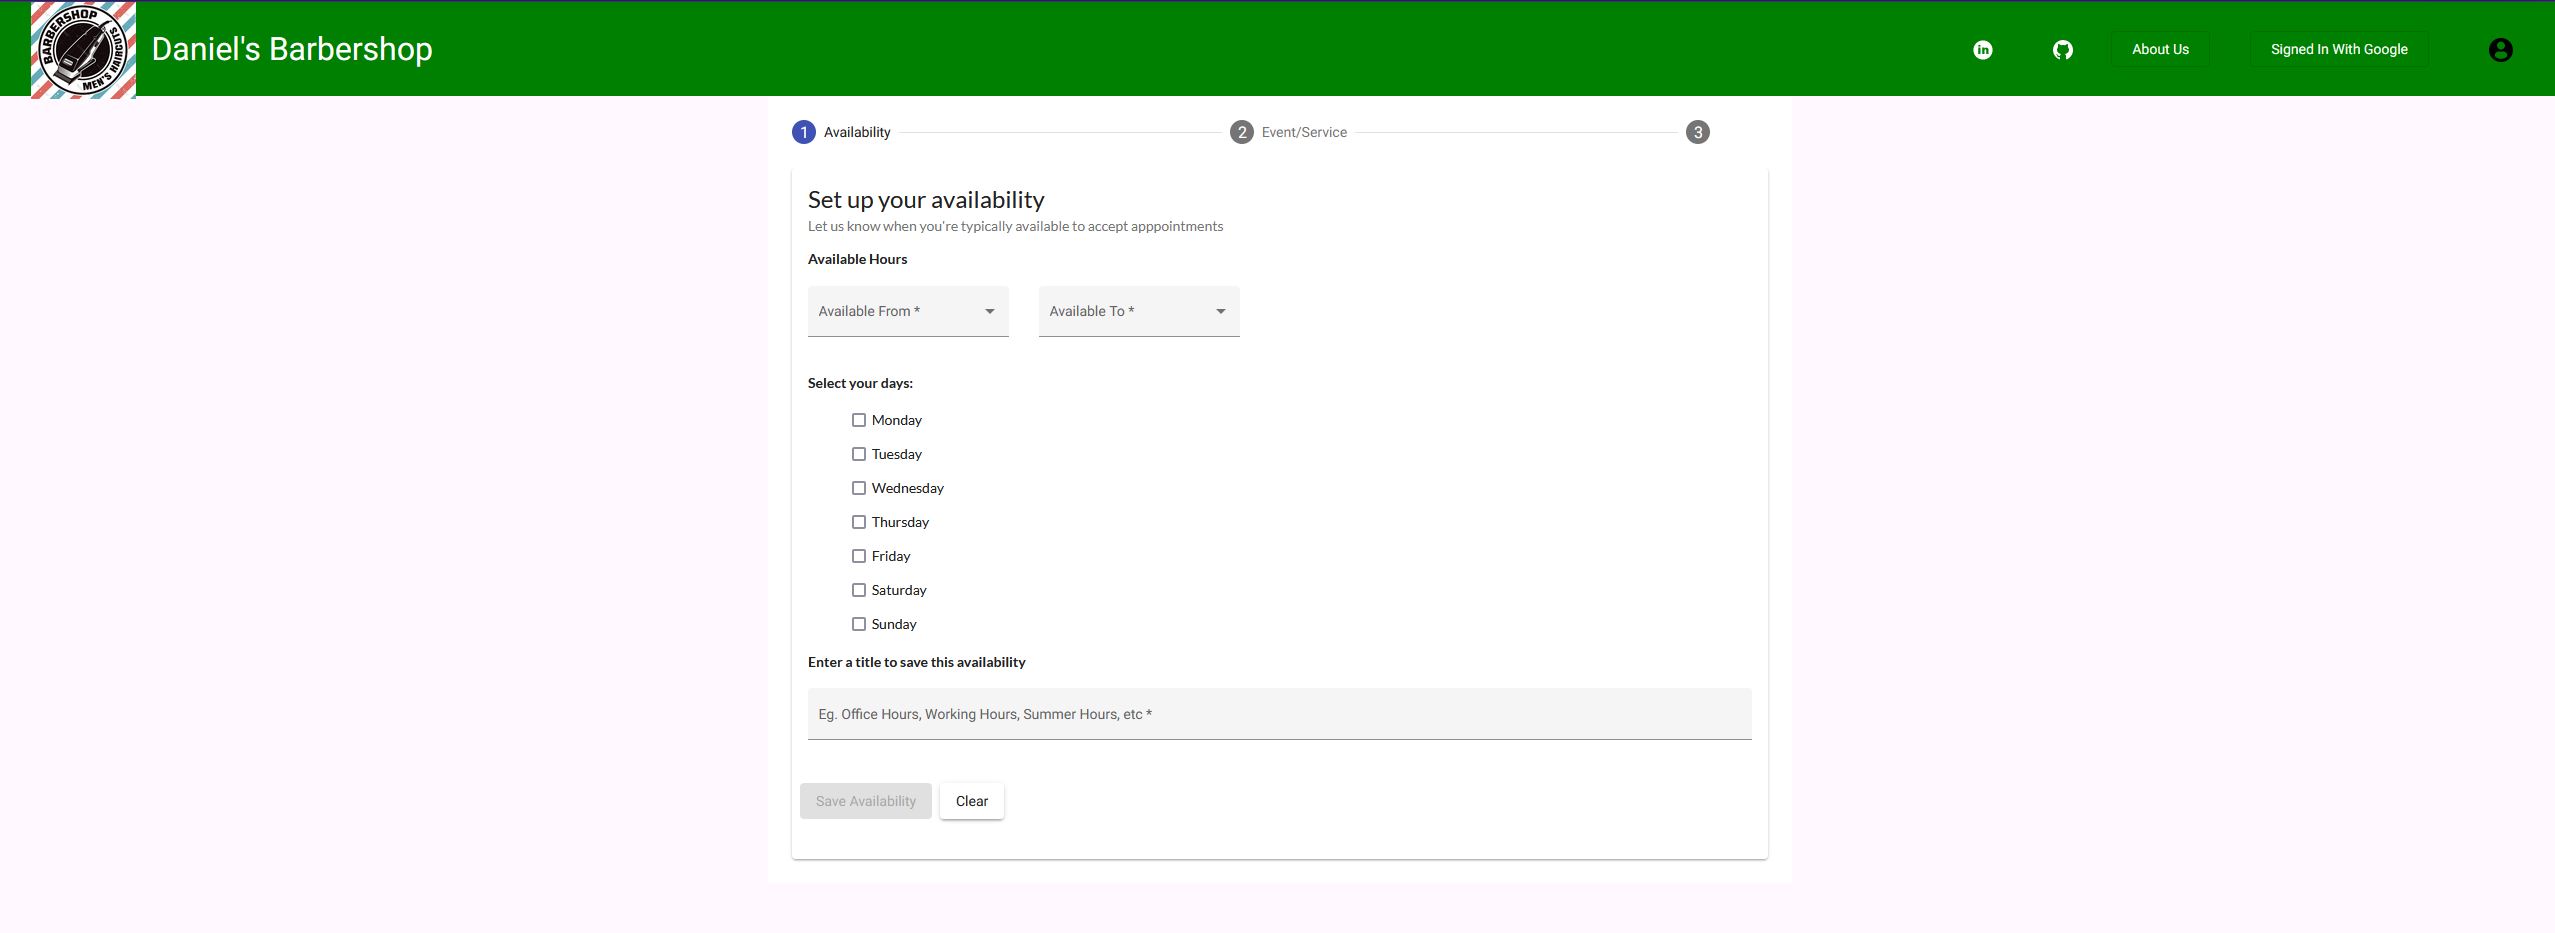 BARBERSHOP
MEN'S HAIRCUTS
Daniel's Barbershop
in
About Us
Signed In With Google
1 Availability
2 Event/Service
3
Set up your availability
Let us know when you're typically available to accept apppointments
Available Hours
Available From *
Available To *
Select your days:
Monday
Tuesday
Wednesday
Thursday
Friday
Saturday
Sunday
Enter a title to save this availability
Eg. Office Hours, Working Hours, Summer Hours, etc *
Save Availability
Clear